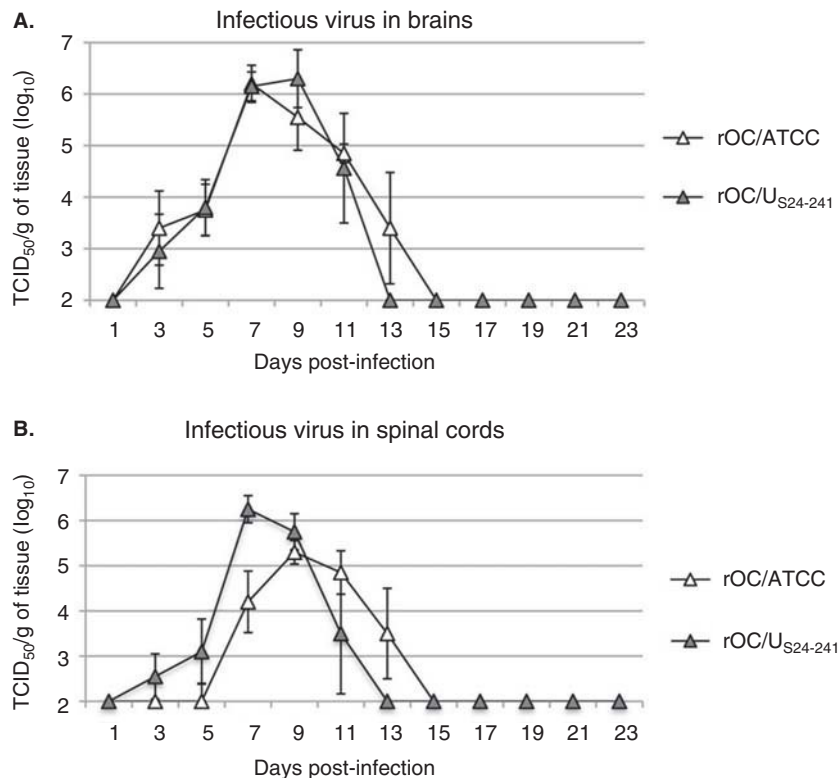 A.
Infectious virus in brains
TCID₅₀/g of tissue (log₁₀)
7
6
5
4
3
2
1 3 5 7 9 11 13 15 17 19 21 23
Days post-infection
rOC/ATCC
rOC/U_S24-241
B.
Infectious virus in spinal cords
TCID₅₀/g of tissue (log₁₀)
7
6
5
4
3
2
1 3 5 7 9 11 13 15 17 19 21 23
Days post-infection
rOC/ATCC
rOC/U_S24-241